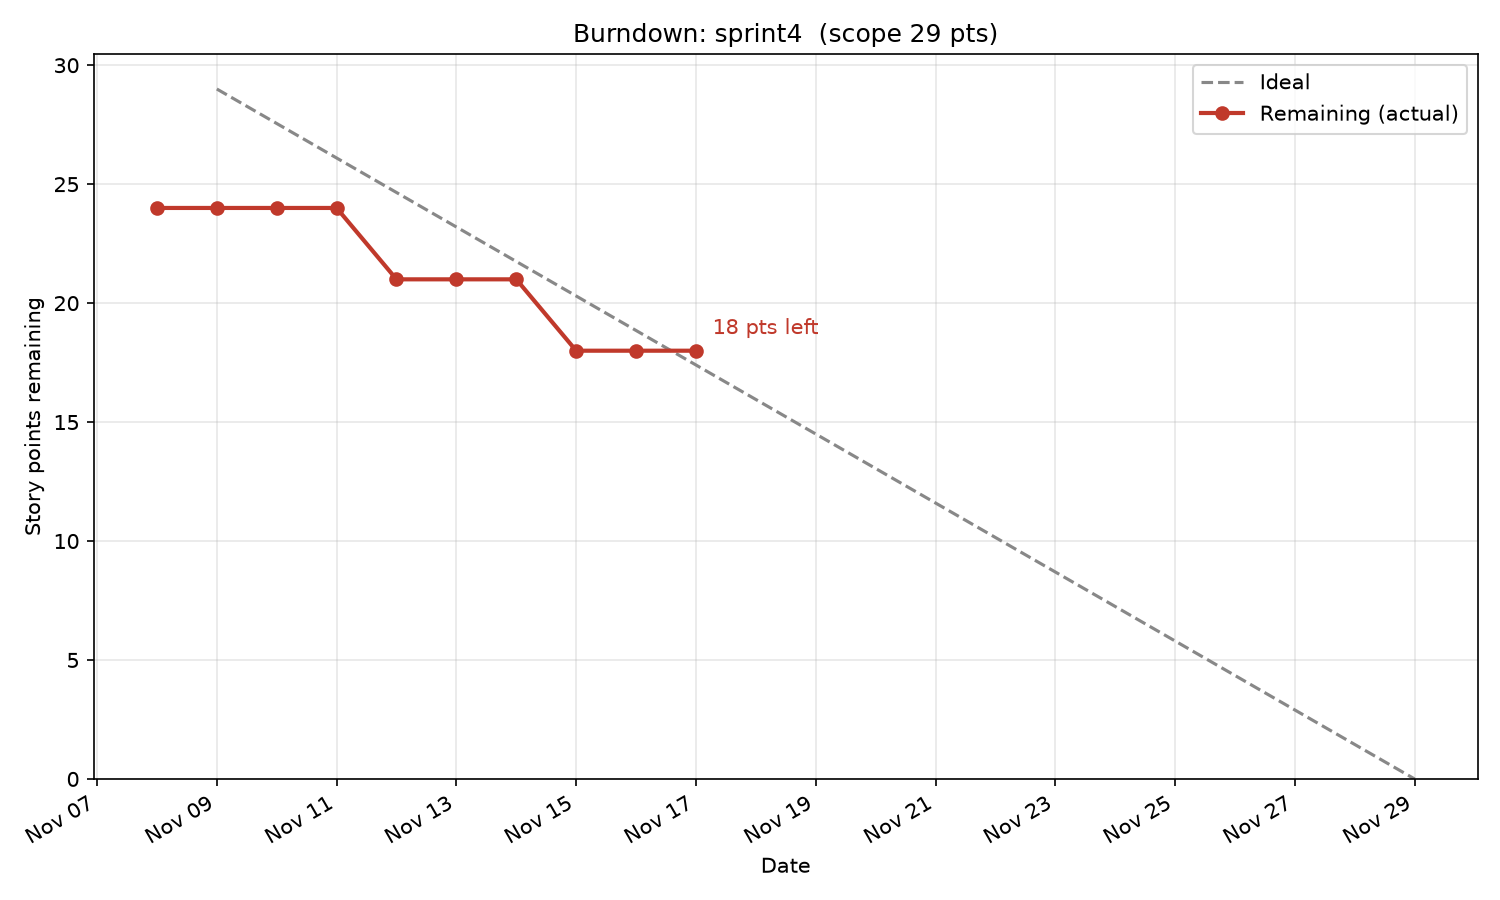 Burndown: sprint4  (scope 29 pts)
Ideal
Remaining (actual)
18 pts left
Story points remaining
30
25
20
15
10
5
0
Nov 07
Nov 09
Nov 11
Nov 13
Nov 15
Nov 17
Nov 19
Nov 21
Nov 23
Nov 25
Nov 27
Nov 29
Date